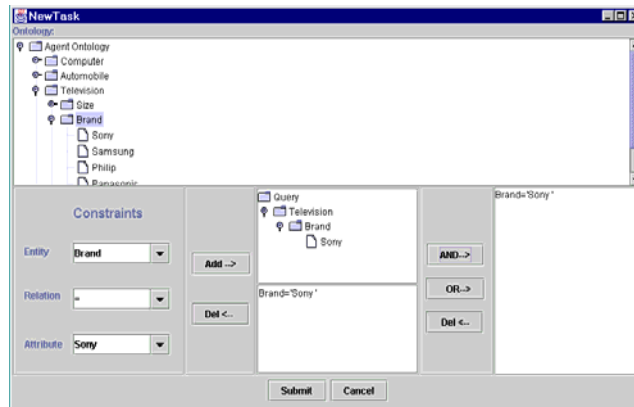 NewTask
Ontology:
Agent Ontology
Computer
Automobile
Television
Size
Brand
Sony
Samsung
Philip
Panasonic
Constraints
Entity Brand
Relation =
Attribute Sony
Add -->
Del <--
Query
Television
Brand
Sony
Brand='Sony '
AND-->
OR-->
Del <--
Brand='Sony '
Submit Cancel